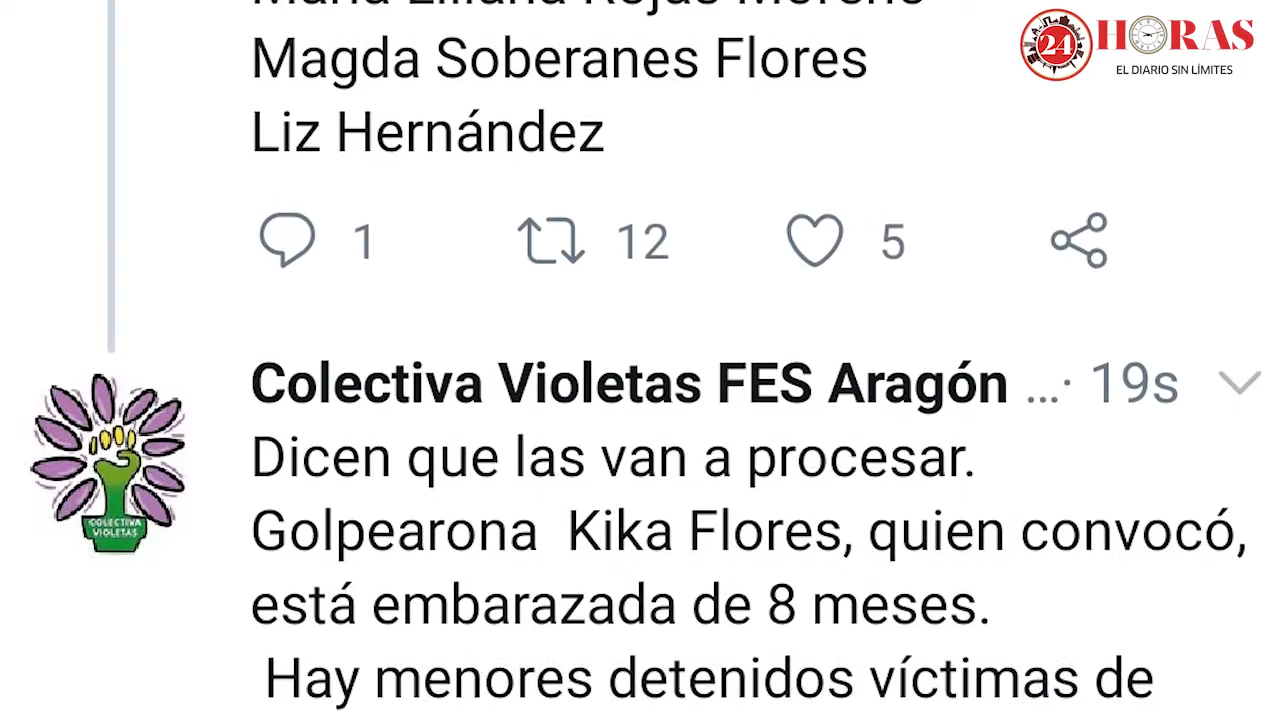 Magda Soberanes Flores
Liz Hernández
24 HORAS
EL DIARIO SIN LÍMITES
1 12 5
Colectiva Violetas FES Aragón ...· 19s
COLECTIVA
VIOLETAS
Dicen que las van a procesar.
Golpearona Kika Flores, quien convocó,
está embarazada de 8 meses.
Hay menores detenidos víctimas de